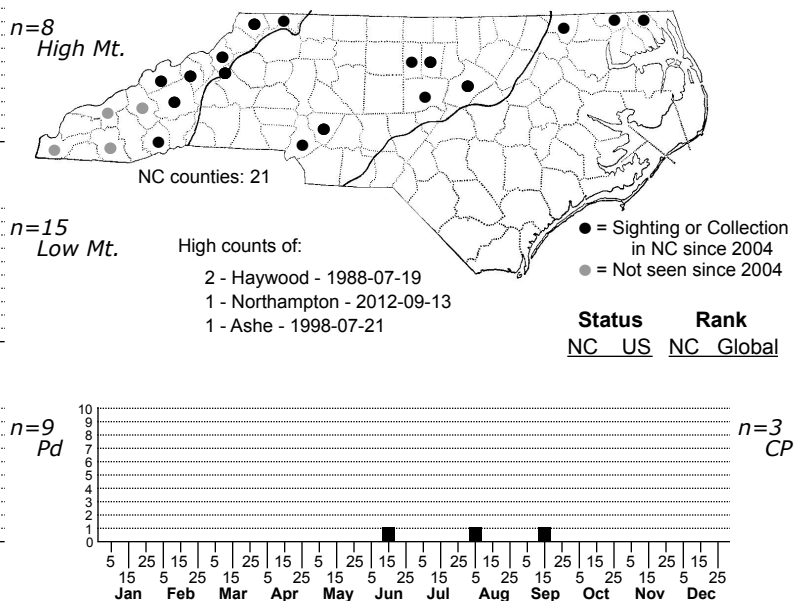 n=8
High Mt.
NC counties: 21
n=15
Low Mt.
High counts of:
2 - Haywood - 1988-07-19
1 - Northampton - 2012-09-13
1 - Ashe - 1998-07-21
● = Sighting or Collection
in NC since 2004
● = Not seen since 2004
Status Rank
NC US NC Global
n=9
Pd
n=3
CP
10
9
8
7
6
5
4
3
2
1
0
5 25 15 5 25 15 5 25 15 5 25 15 5 25 15 5 25 15
15 5 25 15 5 25 15 5 25 15 5 25 15 5 25 15 5 25
Jan Feb Mar Apr May Jun Jul Aug Sep Oct Nov Dec